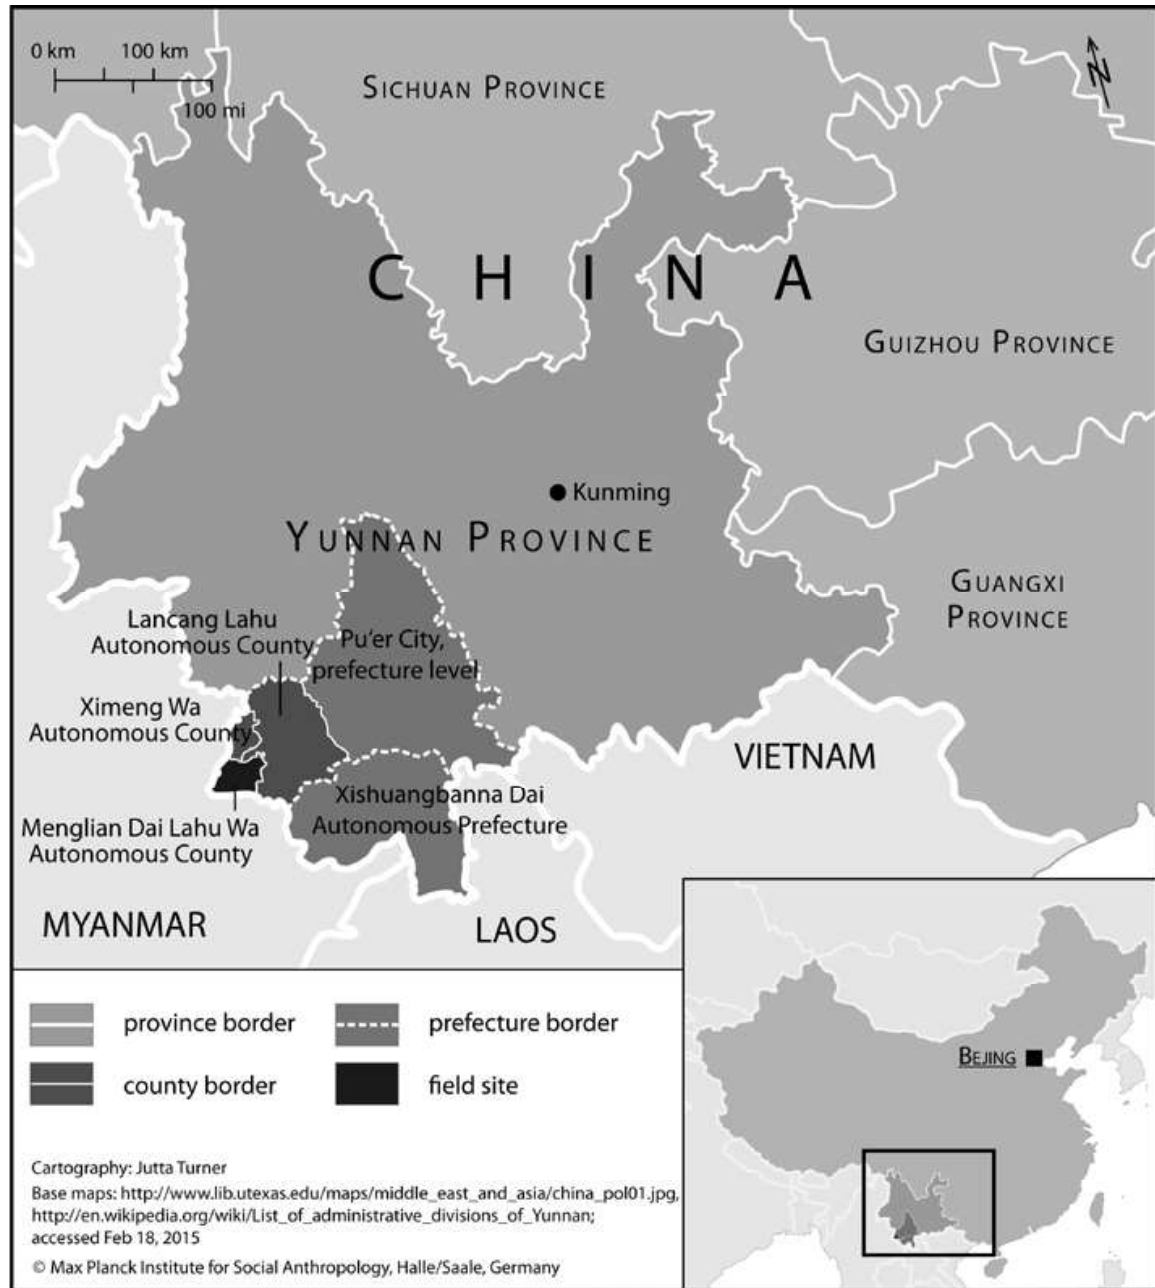 0 km 100 km
100 mi
N
SICHUAN PROVINCE
CHINA
GUIZHOU PROVINCE
Kunming
YUNNAN PROVINCE
GUANGXI
PROVINCE
Lancang Lahu
Autonomous County
Pu'er City,
prefecture level
Ximeng Wa
Autonomous County
VIETNAM
Xishuangbanna Dai
Autonomous Prefecture
Menglian Dai Lahu Wa
Autonomous County
MYANMAR
LAOS
province border
prefecture border
county border
field site
BEJING
Cartography: Jutta Turner
Base maps: http://www.lib.utexas.edu/maps/middle_east_and_asia/china_pol01.jpg,
http://en.wikipedia.org/wiki/List_of_administrative_divisions_of_Yunnan;
accessed Feb 18, 2015
© Max Planck Institute for Social Anthropology, Halle/Saale, Germany